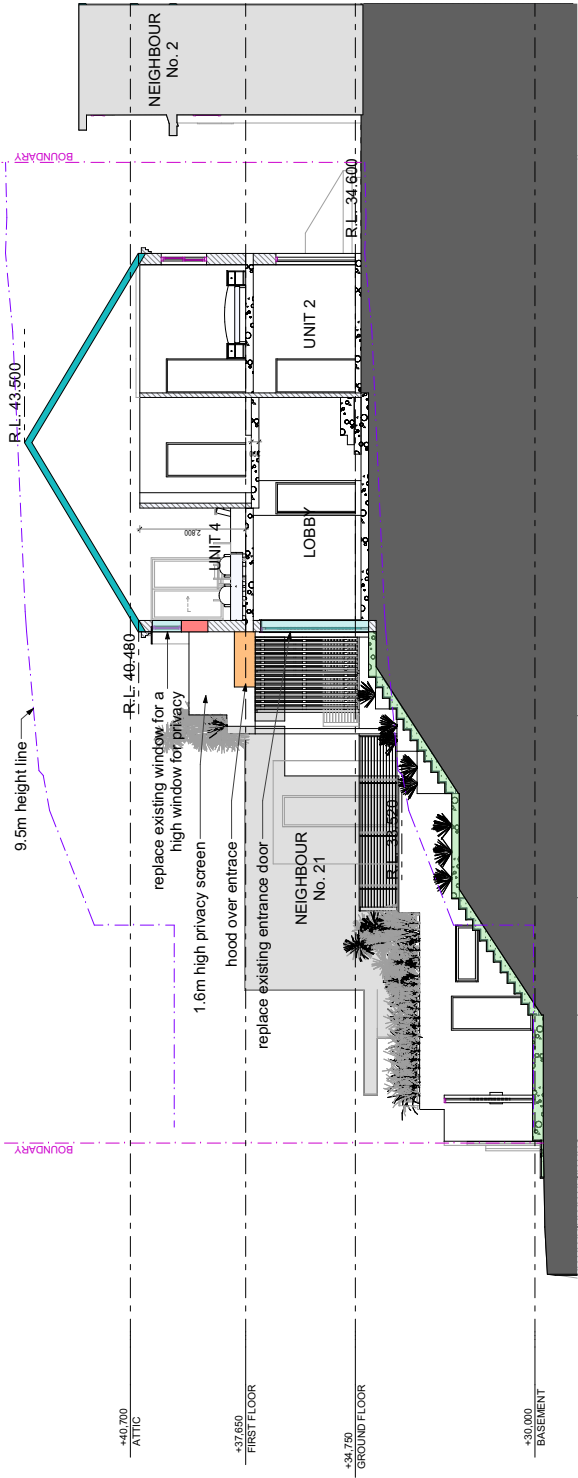 NEIGHBOUR
No. 2
BOUNDARY
R.L. 34.600
R.L. 43.500
UNIT 2
UNIT 4
LOBBY
2.800
R.L. 40.480
9.5m height line
replace existing window for a
high window for privacy
1.6m high privacy screen
hood over entrace
replace existing entrance door
NEIGHBOUR
No. 21
BOUNDARY
+40,700
ATTIC
+37,650
FIRST FLOOR
+34,750
GROUND FLOOR
+30,000
BASEMENT